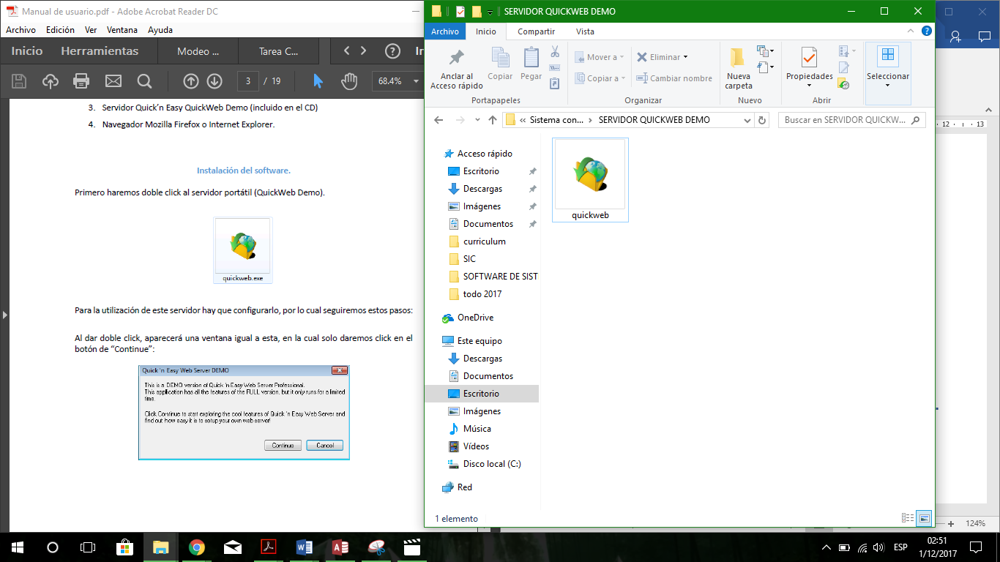 Manual de usuario.pdf - Adobe Acrobat Reader DC
Archivo Edición Ver Ventana Ayuda
Inicio Herramientas Modeo ... Tarea C... In
3 / 19 68.4%
3. Servidor Quick'n Easy QuickWeb Demo (incluido en el CD)
4. Navegador Mozilla Firefox o Internet Explorer.
Instalación del software.
Primero haremos doble click al servidor portátil (QuickWeb Demo).
quickweb.exe
Para la utilización de este servidor hay que configurarlo, por lo cual seguiremos estos pasos:
Al dar doble click, aparecerá una ventana igual a esta, en la cual solo daremos click en el
botón de “Continue”:
Quick 'n Easy Web Server DEMO
This is a DEMO version of Quick 'n Easy Web Server Professional.
This application has all the features of the FULL version, but it only runs for a limited
time.
Click Continue to start exploring the cool features of Quick 'n Easy Web Server and
find out how easy it is to setup your own web server!
Continue Cancel
SERVIDOR QUICKWEB DEMO
Archivo Inicio Compartir Vista
Anclar al
Acceso rápido
Copiar
Pegar
Mover a
Copiar a
Eliminar
Cambiar nombre
Nueva
carpeta
Propiedades
Seleccionar
Portapapeles Organizar Nuevo Abrir
« Sistema con... SERVIDOR QUICKWEB DEMO
Buscar en SERVIDOR QUICKW...
Acceso rápido
Escritorio
Descargas
Imágenes
Documentos
curriculum
SIC
SOFTWARE DE SIST
todo 2017
OneDrive
Este equipo
Descargas
Documentos
Escritorio
Imágenes
Música
Vídeos
Disco local (C:)
Red
quickweb
1 elemento
12 13
124%
ESP
02:51
1/12/2017